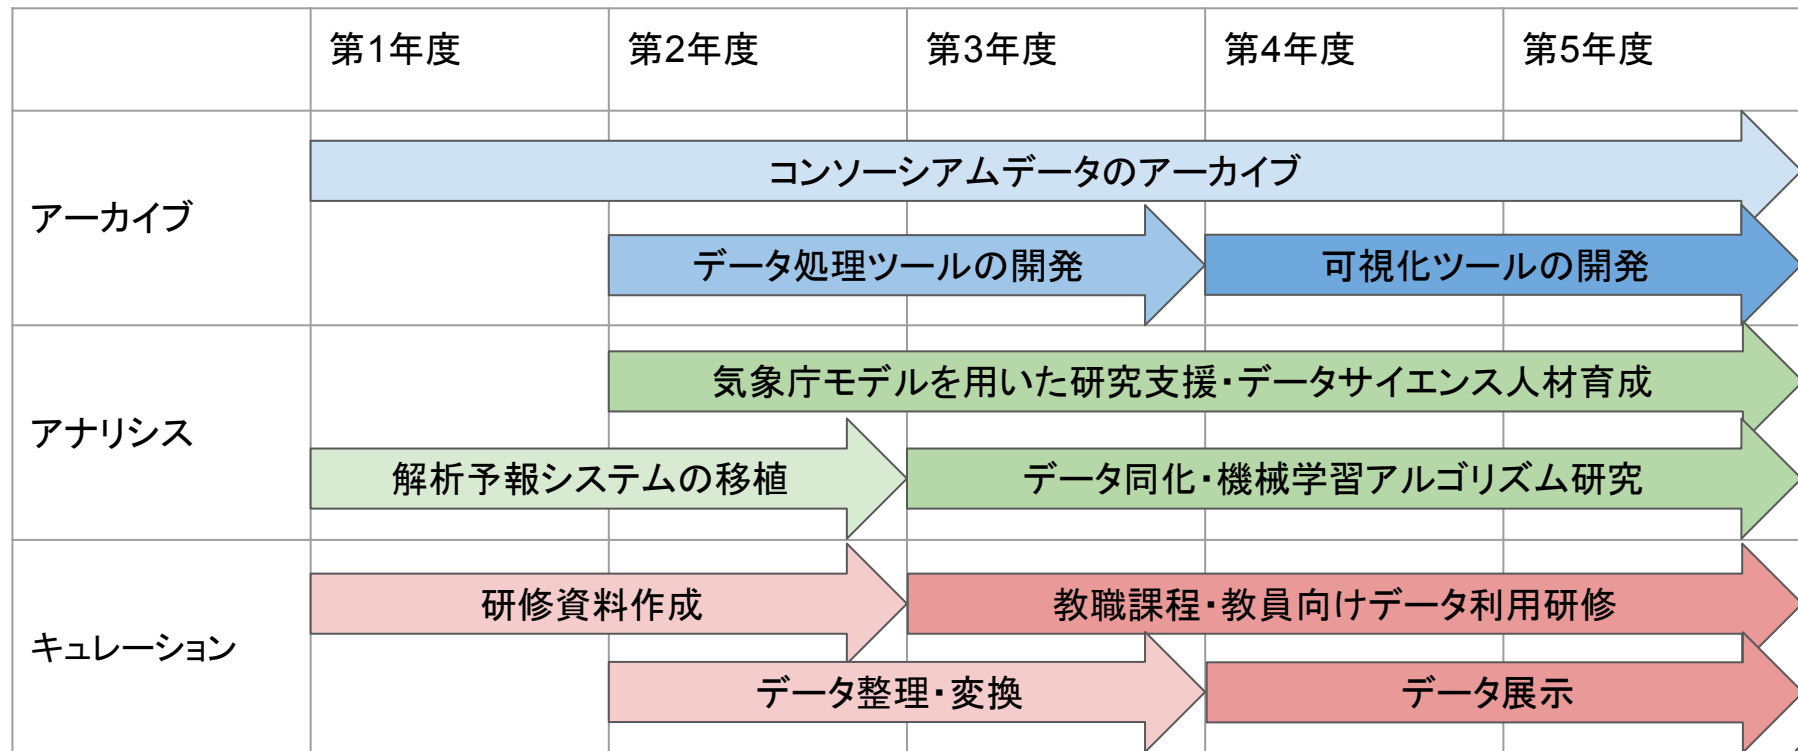 第1年度
第2年度
第3年度
第4年度
第5年度
アーカイブ
コンソーシアムデータのアーカイブ
データ処理ツールの開発
可視化ツールの開発
アナリシス
気象庁モデルを用いた研究支援・データサイエンス人材育成
解析予報システムの移植
データ同化・機械学習アルゴリズム研究
キュレーション
研修資料作成
教職課程・教員向けデータ利用研修
データ整理・変換
データ展示